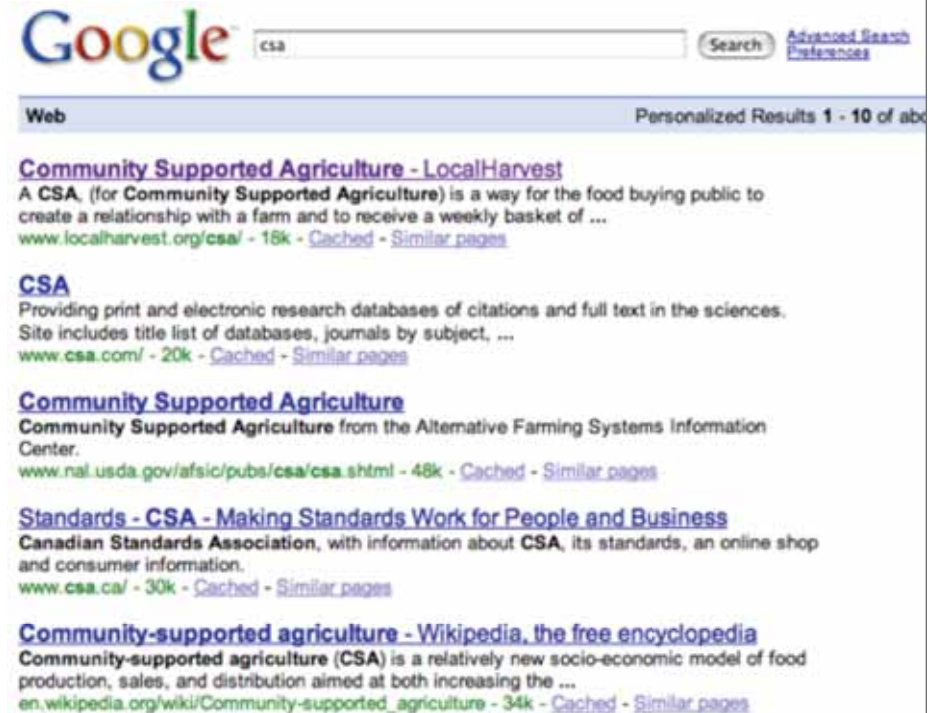 Google
csa
Search
Advanced Search
Preferences
Web
Personalized Results 1 - 10 of abo
Community Supported Agriculture - LocalHarvest
A CSA, (for Community Supported Agriculture) is a way for the food buying public to
create a relationship with a farm and to receive a weekly basket of ...
www.localharvest.org/csa/ - 18k - Cached - Similar pages
CSA
Providing print and electronic research databases of citations and full text in the sciences.
Site includes title list of databases, journals by subject, ...
www.csa.com/ - 20k - Cached - Similar pages
Community Supported Agriculture
Community Supported Agriculture from the Alternative Farming Systems Information
Center.
www.nal.usda.gov/afsic/pubs/csa/csa.shtml - 48k - Cached - Similar pages
Standards - CSA - Making Standards Work for People and Business
Canadian Standards Association, with information about CSA, its standards, an online shop
and consumer information.
www.csa.ca/ - 30k - Cached - Similar pages
Community-supported agriculture - Wikipedia, the free encyclopedia
Community-supported agriculture (CSA) is a relatively new socio-economic model of food
production, sales, and distribution aimed at both increasing the ...
en.wikipedia.org/wiki/Community-supported_agriculture - 34k - Cached - Similar pages